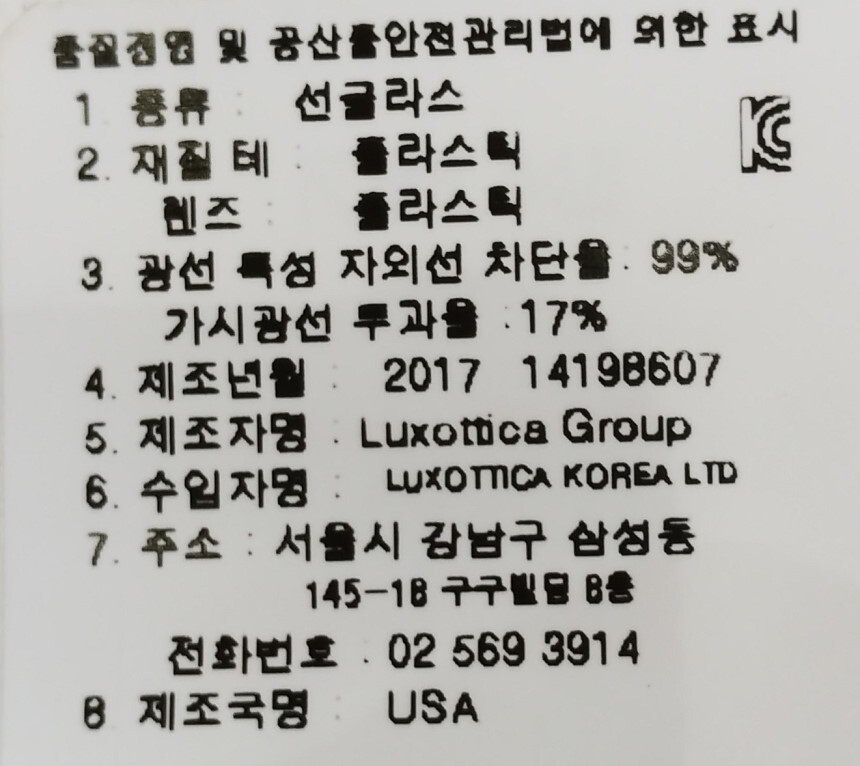 품질경영 및 공산품안전관리법에 의한 표시
1 종류 : 선글라스
KC
2. 재질 테 : 플라스틱
렌즈 : 플라스틱
3. 광선 특성 자외선 차단율 : 99%
가시광선 투과율 : 17%
4. 제조년월 : 2017 14198607
5. 제조자명 : Luxottica Group
6. 수입자명 : LUXOTTICA KOREA LTD
7. 주소 : 서울시 강남구 삼성동
145-18 구구빌딩 8층
전화번호 : 02 569 3914
8 제조국명 : USA